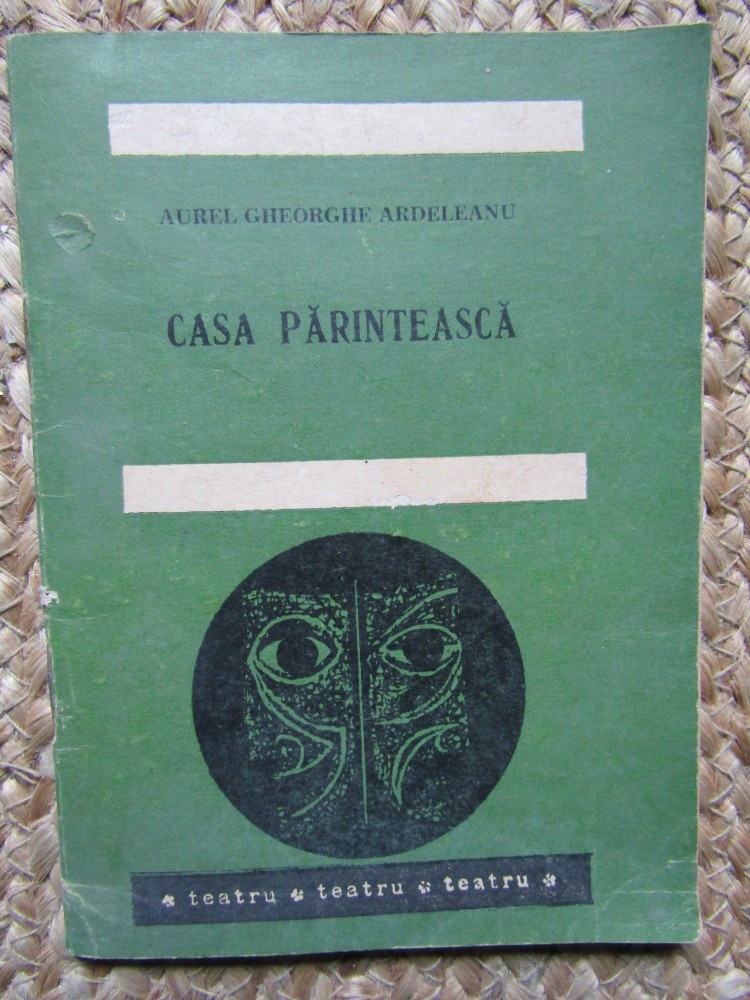 AUREL GHEORGHE ARDELEANU
CASA PĂRINTEASCĂ
teatru teatru teatru